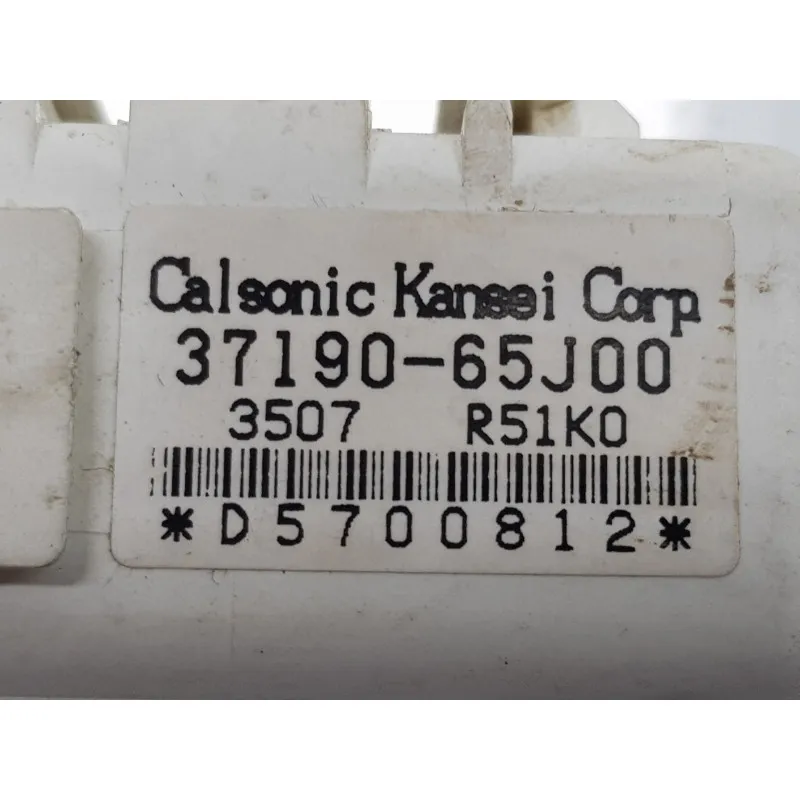 Calsonic Kansei Corp.
37190-65J00
3507 R51K0
*D5700812*